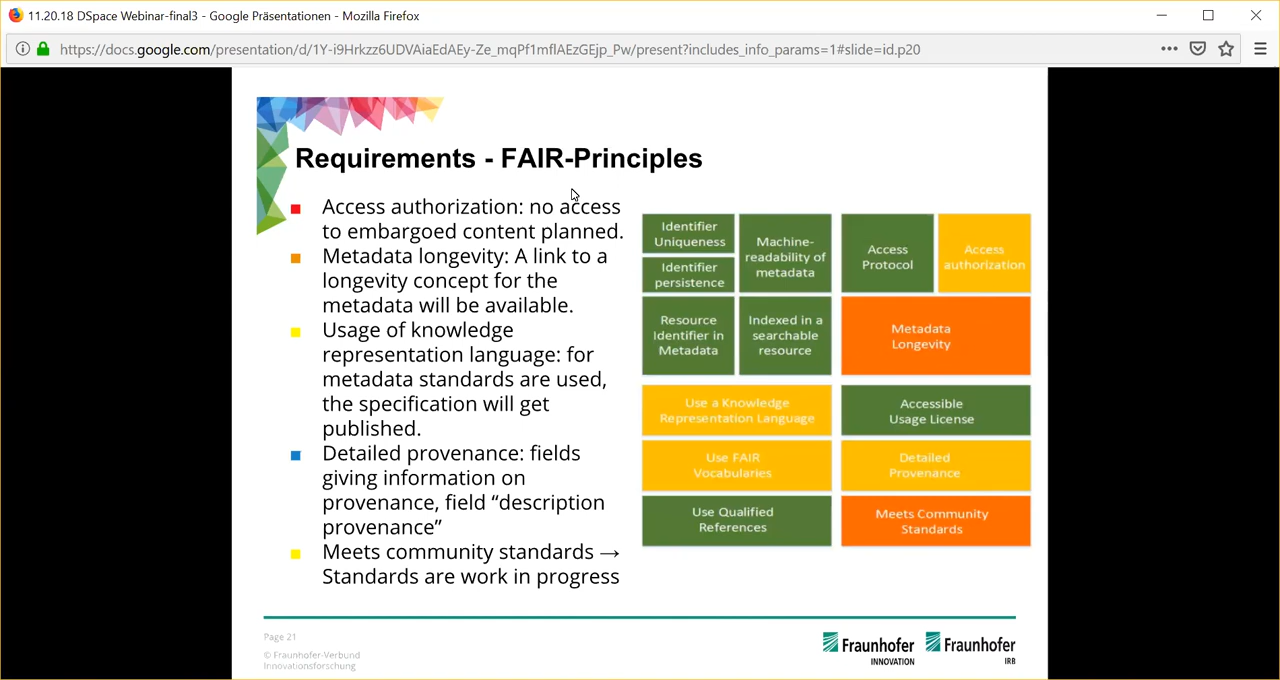 11.20.18 DSpace Webinar-final3 - Google Präsentationen - Mozilla Firefox
https://docs.google.com/presentation/d/1Y-i9Hrkzz6UDVAiaEdAEy-Ze_mqPf1mflAEzGEjp_Pw/present?includes_info_params=1#slide=id.p20
Requirements - FAIR-Principles
Access authorization: no access
to embargoed content planned.
Metadata longevity: A link to a
longevity concept for the
metadata will be available.
Usage of knowledge
representation language: for
metadata standards are used,
the specification will get
published.
Detailed provenance: fields
giving information on
provenance, field “description
provenance”
Meets community standards →
Standards are work in progress
Identifier
Uniqueness
Identifier
persistence
Machine-
readability of
metadata
Access
Protocol
Access
authorization
Resource
Identifier in
Metadata
Indexed in a
searchable
resource
Metadata
Longevity
Use a Knowledge
Representation Language
Accessible
Usage License
Use FAIR
Vocabularies
Detailed
Provenance
Use Qualified
References
Meets Community
Standards
Page 21
© Fraunhofer-Verbund
Innovationsforschung
Fraunhofer
INNOVATION
Fraunhofer
IRB